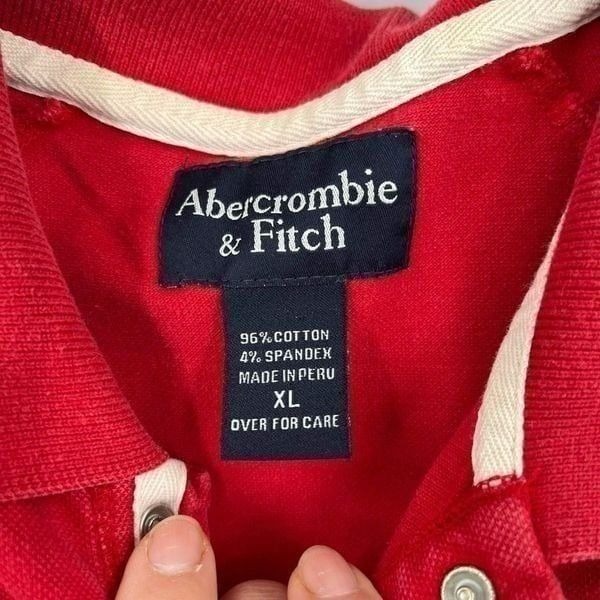 Abercrombie
& Fitch
96% COTTON
4% SPANDEX
MADE IN PERU
XL
OVER FOR CARE